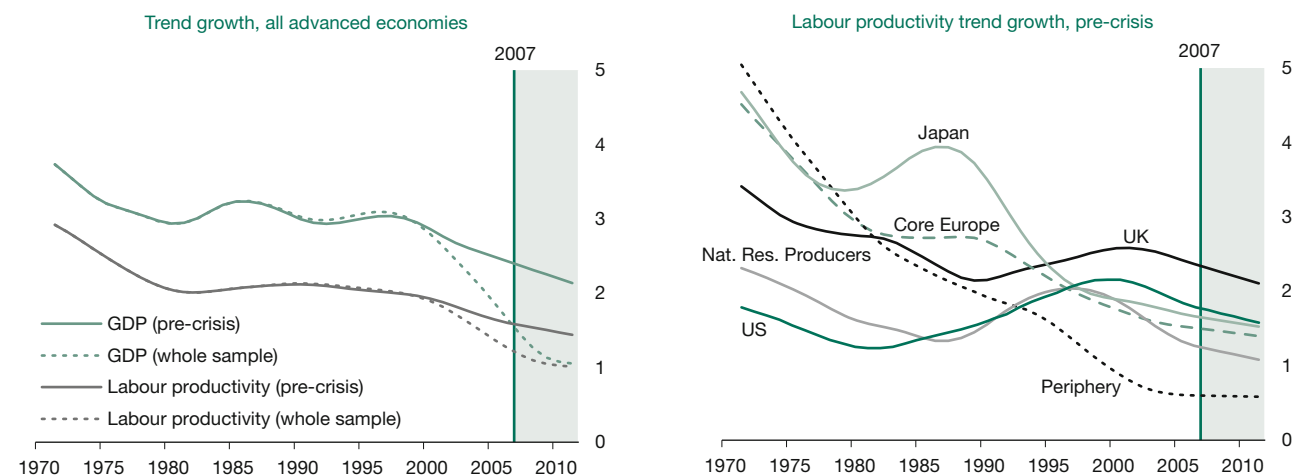 Trend growth, all advanced economies
2007
5
4
3
2
1
0
GDP (pre-crisis)
GDP (whole sample)
Labour productivity (pre-crisis)
Labour productivity (whole sample)
1970 1975 1980 1985 1990 1995 2000 2005 2010
Labour productivity trend growth, pre-crisis
2007
5
4
3
2
1
0
Japan
Core Europe
UK
Nat. Res. Producers
US
Periphery
1970 1975 1980 1985 1990 1995 2000 2005 2010